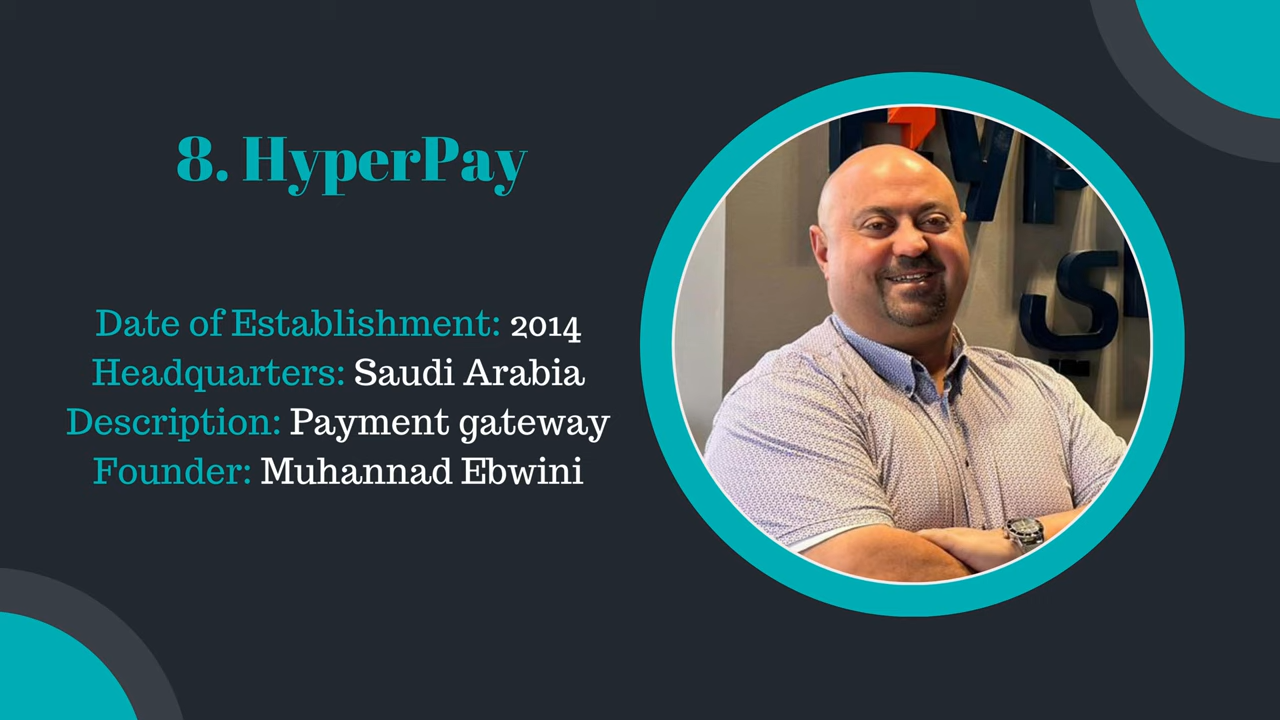 8. HyperPay
Date of Establishment: 2014
Headquarters: Saudi Arabia
Description: Payment gateway
Founder: Muhannad Ebwini